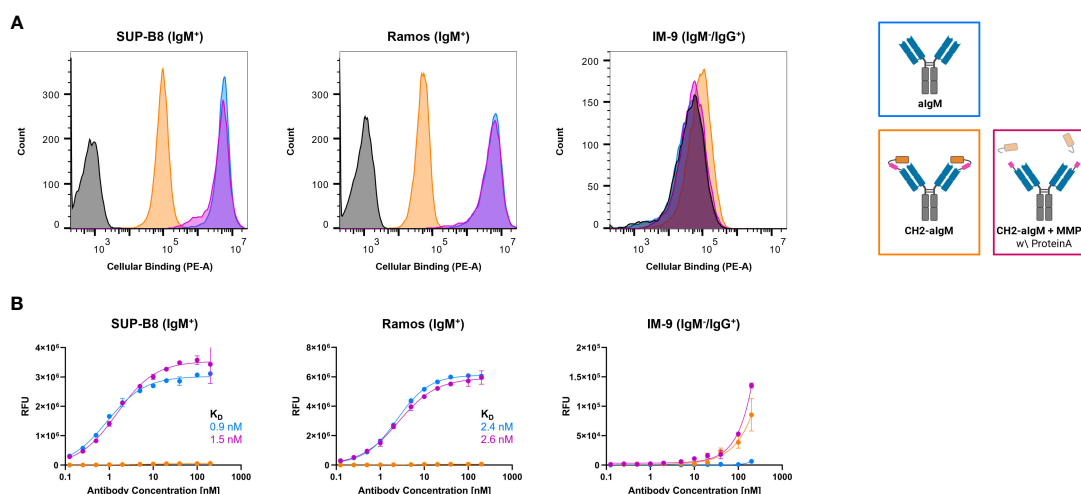 A
SUP-B8 (IgM⁺)
Count
300
200
100
0
10³
10⁵
10⁷
Cellular Binding (PE-A)
Ramos (IgM⁺)
Count
300
200
100
0
10³
10⁵
10⁷
Cellular Binding (PE-A)
IM-9 (IgM⁻/IgG⁺)
Count
200
150
100
50
0
10³
10⁵
10⁷
Cellular Binding (PE-A)
aIgM
CH2-aIgM
CH2-aIgM + MMP
w\ ProteinA
B
SUP-B8 (IgM⁺)
RFU
4×10⁶
3×10⁶
2×10⁶
1×10⁶
0
K_D
0.9 nM
1.5 nM
0.1
1
10
100
1000
Antibody Concentration [nM]
Ramos (IgM⁺)
RFU
8×10⁶
6×10⁶
4×10⁶
2×10⁶
0
K_D
2.4 nM
2.6 nM
0.1
1
10
100
1000
Antibody Concentration [nM]
IM-9 (IgM⁻/IgG⁺)
RFU
2×10⁵
1×10⁵
5×10⁴
0
0.1
1
10
100
1000
Antibody Concentration [nM]